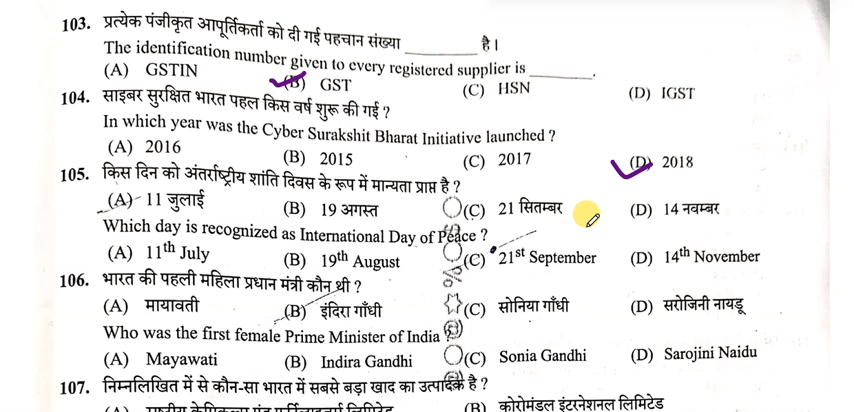 103. प्रत्येक पंजीकृत आपूर्तिकर्ता को दी गई पहचान संख्या __________ है।
The identification number given to every registered supplier is __________.
(A) GSTIN (B) GST (C) HSN (D) IGST
104. साइबर सुरक्षित भारत पहल किस वर्ष शुरू की गई ?
In which year was the Cyber Surakshit Bharat Initiative launched ?
(A) 2016 (B) 2015 (C) 2017 (D) 2018
105. किस दिन को अंतर्राष्ट्रीय शांति दिवस के रूप में मान्यता प्राप्त है ?
(A) 11 जुलाई (B) 19 अगस्त (C) 21 सितम्बर (D) 14 नवम्बर
Which day is recognized as International Day of Peace ?
(A) 11th July (B) 19th August (C) 21st September (D) 14th November
106. भारत की पहली महिला प्रधान मंत्री कौन थी ?
(A) मायावती (B) इंदिरा गाँधी (C) सोनिया गाँधी (D) सरोजिनी नायडू
Who was the first female Prime Minister of India ?
(A) Mayawati (B) Indira Gandhi (C) Sonia Gandhi (D) Sarojini Naidu
107. निम्नलिखित में से कौन-सा भारत में सबसे बड़ा खाद का उत्पादक है ?
(B) कोरोमंडल इंटरनेशनल लिमिटेड